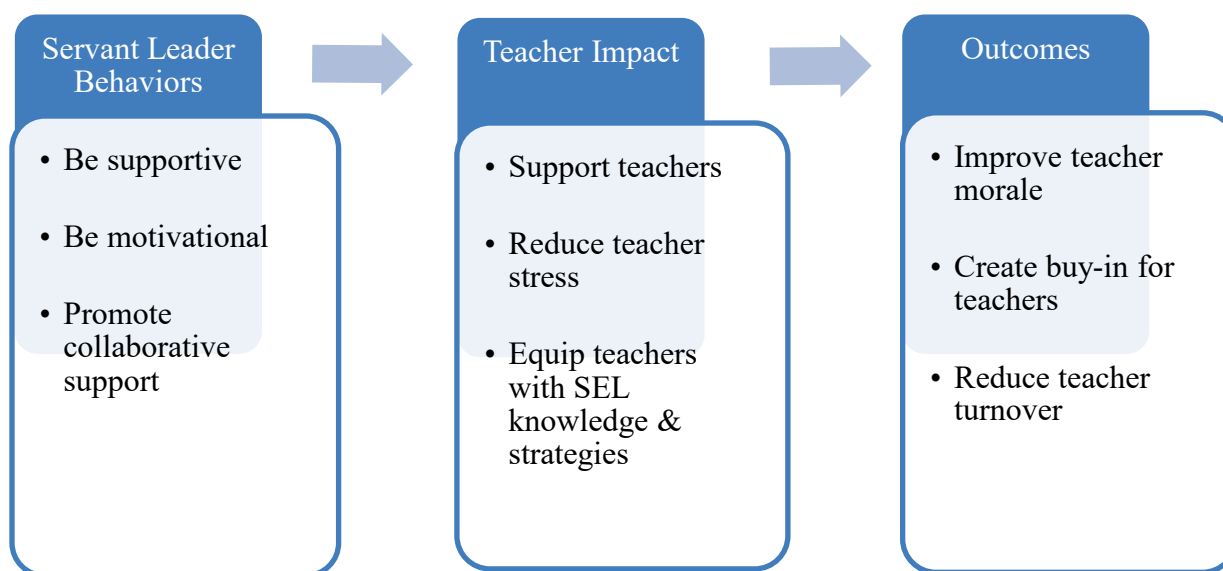 Servant Leader
Behaviors
• Be supportive
• Be motivational
• Promote
collaborative
support
Teacher Impact
• Support teachers
• Reduce teacher
stress
• Equip teachers
with SEL
knowledge &
strategies
Outcomes
• Improve teacher
morale
• Create buy-in for
teachers
• Reduce teacher
turnover